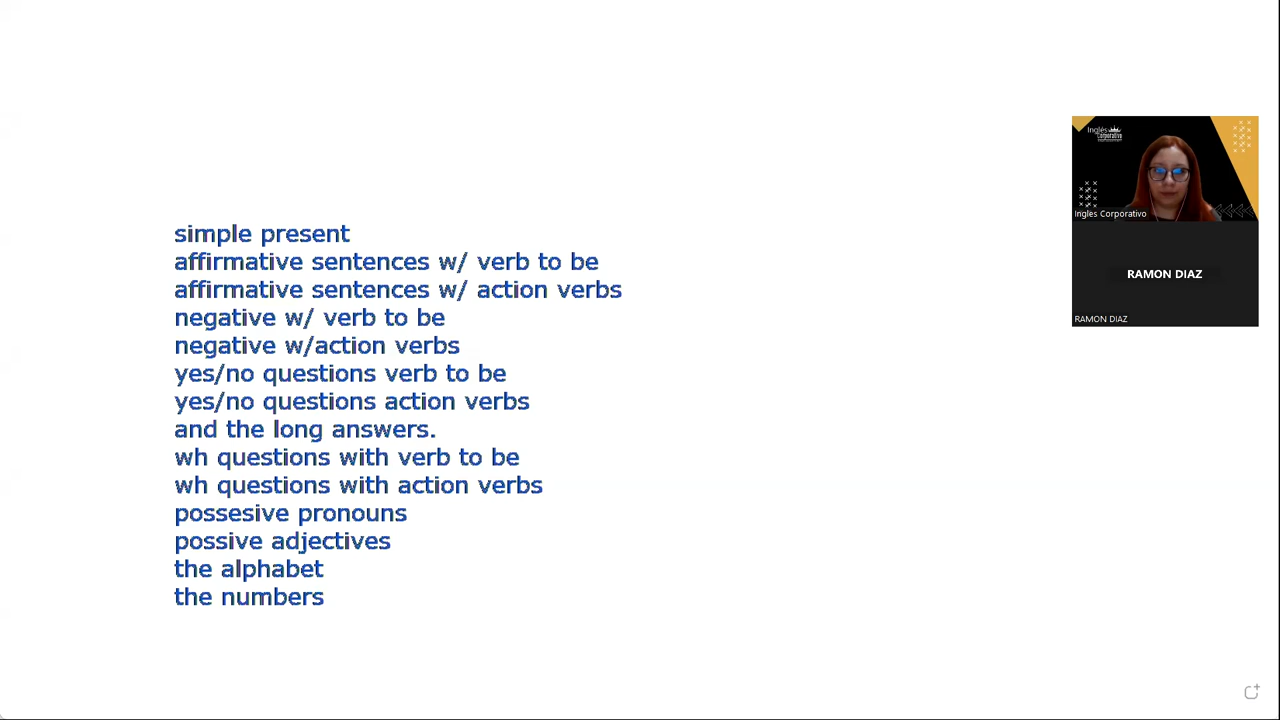 simple present
affirmative sentences w/ verb to be
affirmative sentences w/ action verbs
negative w/ verb to be
negative w/action verbs
yes/no questions verb to be
yes/no questions action verbs
and the long answers.
wh questions with verb to be
wh questions with action verbs
possesive pronouns
possive adjectives
the alphabet
the numbers
Inglés
Corporativo
Ingles Corporativo
RAMON DIAZ
RAMON DIAZ